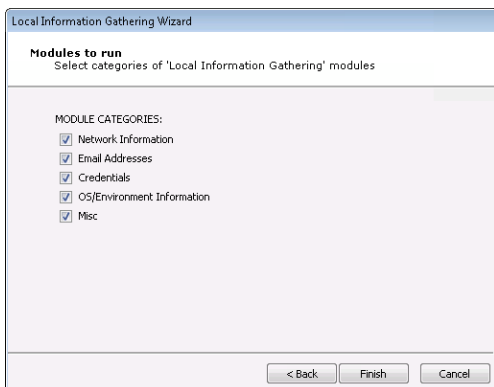 Local Information Gathering Wizard
Modules to run
Select categories of 'Local Information Gathering' modules
MODULE CATEGORIES:
Network Information
Email Addresses
Credentials
OS/Environment Information
Misc
< Back Finish Cancel